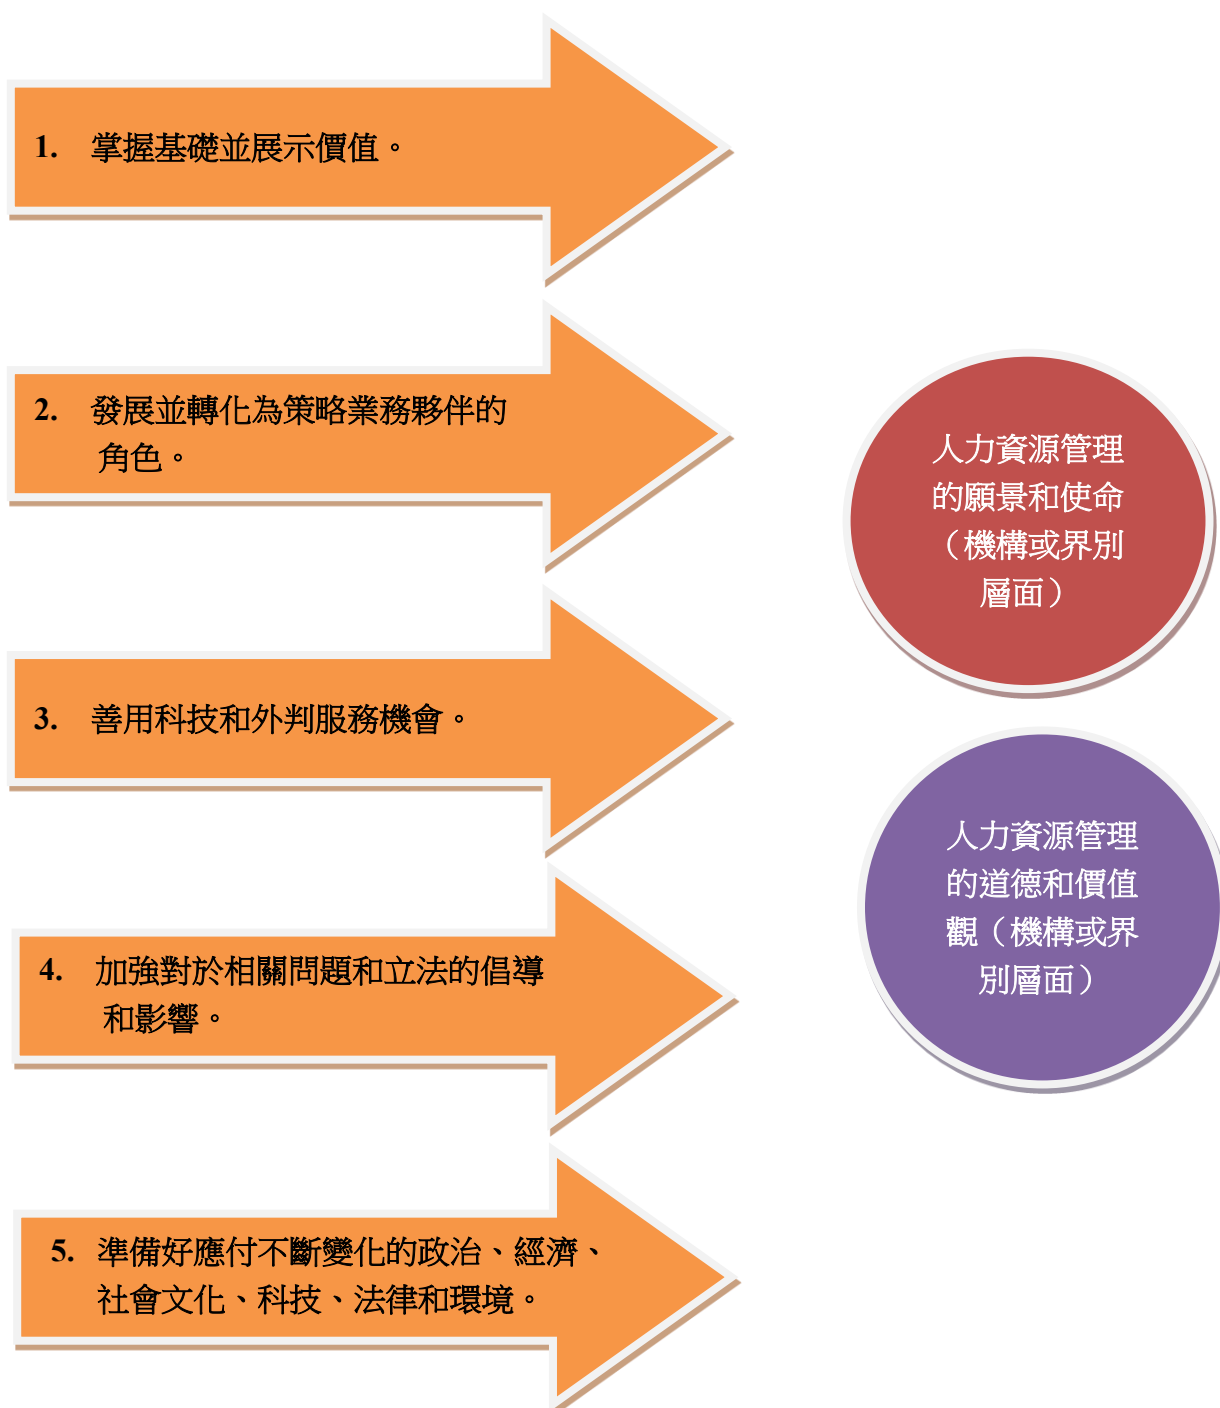 1. 掌握基礎並展示價值。
2. 發展並轉化為策略業務夥伴的
角色。
3. 善用科技和外判服務機會。
4. 加強對於相關問題和立法的倡導
和影響。
5. 準備好應付不斷變化的政治、經濟、
社會文化、科技、法律和環境。
人力資源管理
的願景和使命
（機構或界別
層面）
人力資源管理
的道德和價值
觀（機構或界
別層面）